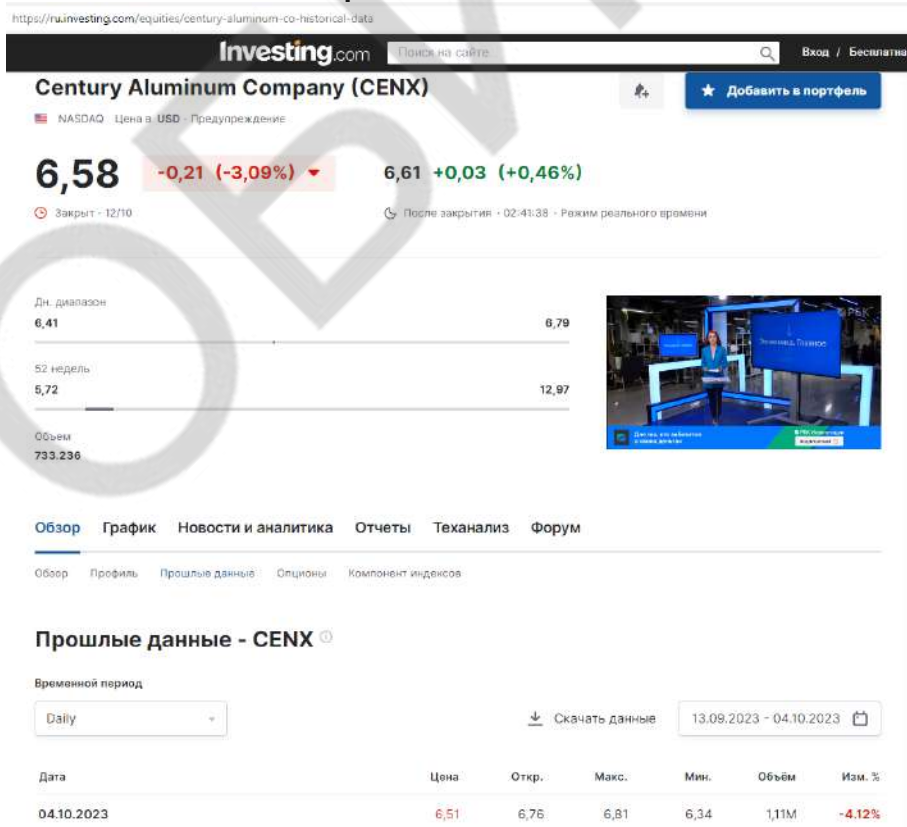 https://ru.investing.com/equities/century-aluminum-co-historical-data
Investing.com Поиск на сайте Вход / Бесплатна
Century Aluminum Company (CENX)
Добавить в портфель
NASDAQ Цена в USD · Предупреждение
6,58 -0,21 (-3,09%) 6,61 +0,03 (+0,46%)
Закрыт · 12/10 После закрытия · 02:41:38 · Режим реального времени
Дн. диапазон
6,41 6,79
52 недель
5,72 12,97
Объем
733.236
РБК
Обзор График Новости и аналитика Отчеты Теханализ Форум
Обзор Профиль Прошлые данные Опционы Компонент индексов
Прошлые данные - CENX
Временной период
Daily Скачать данные 13.09.2023 - 04.10.2023
Дата Цена Откр. Макс. Мин. Объём Изм. %
04.10.2023 6,51 6,76 6,81 6,34 1,11M -4.12%